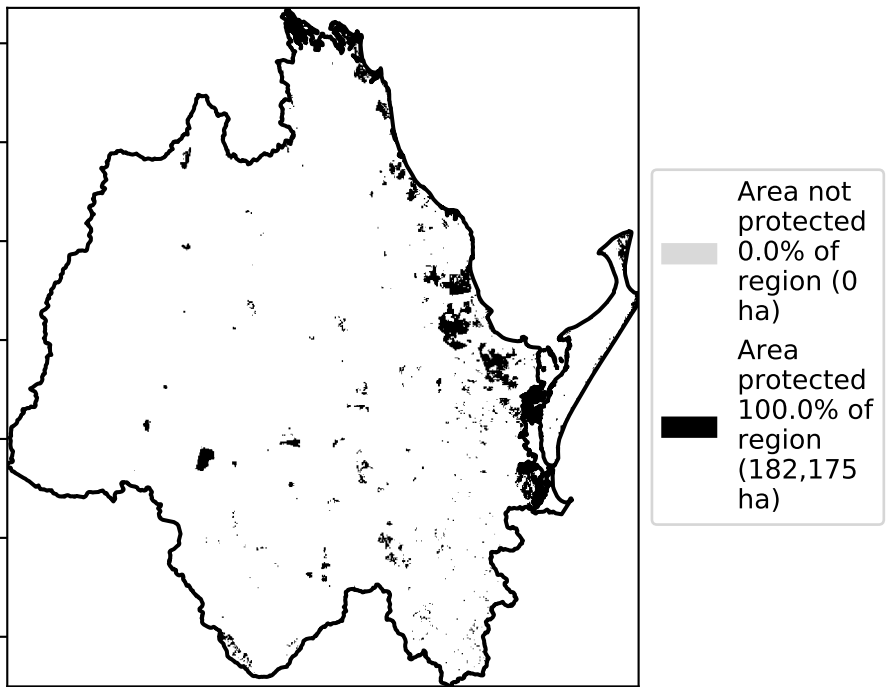 Area not
protected
0.0% of
region (0
ha)
Area
protected
100.0% of
region
(182,175
ha)